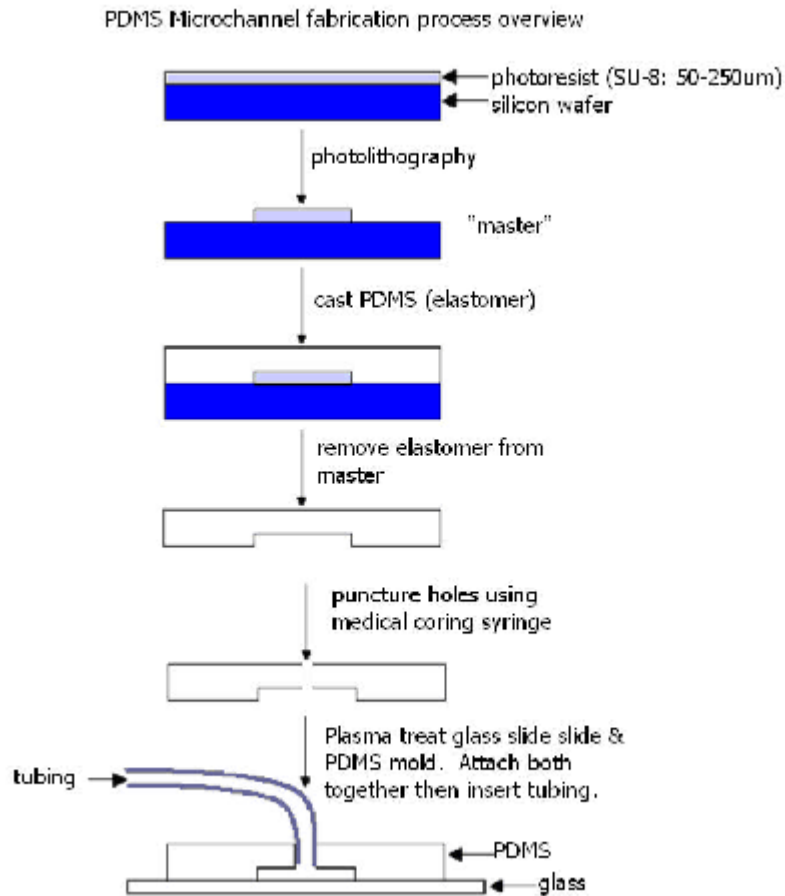 PDMS Microchannel fabrication process overview
photoresist (SU-8: 50-250um)
silicon wafer
photolithography
"master"
cast PDMS (elastomer)
remove elastomer from
master
puncture holes using
medical coring syringe
Plasma treat glass slide slide &
PDMS mold. Attach both
together then insert tubing.
tubing
PDMS
glass